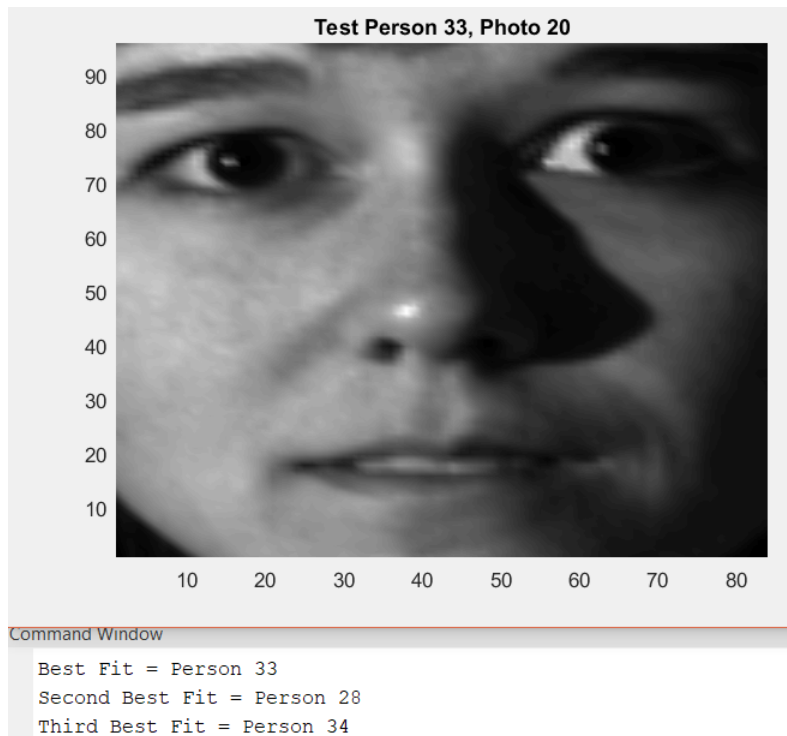 Test Person 33, Photo 20
90
80
70
60
50
40
30
20
10
10 20 30 40 50 60 70 80
Command Window
Best Fit = Person 33
Second Best Fit = Person 28
Third Best Fit = Person 34